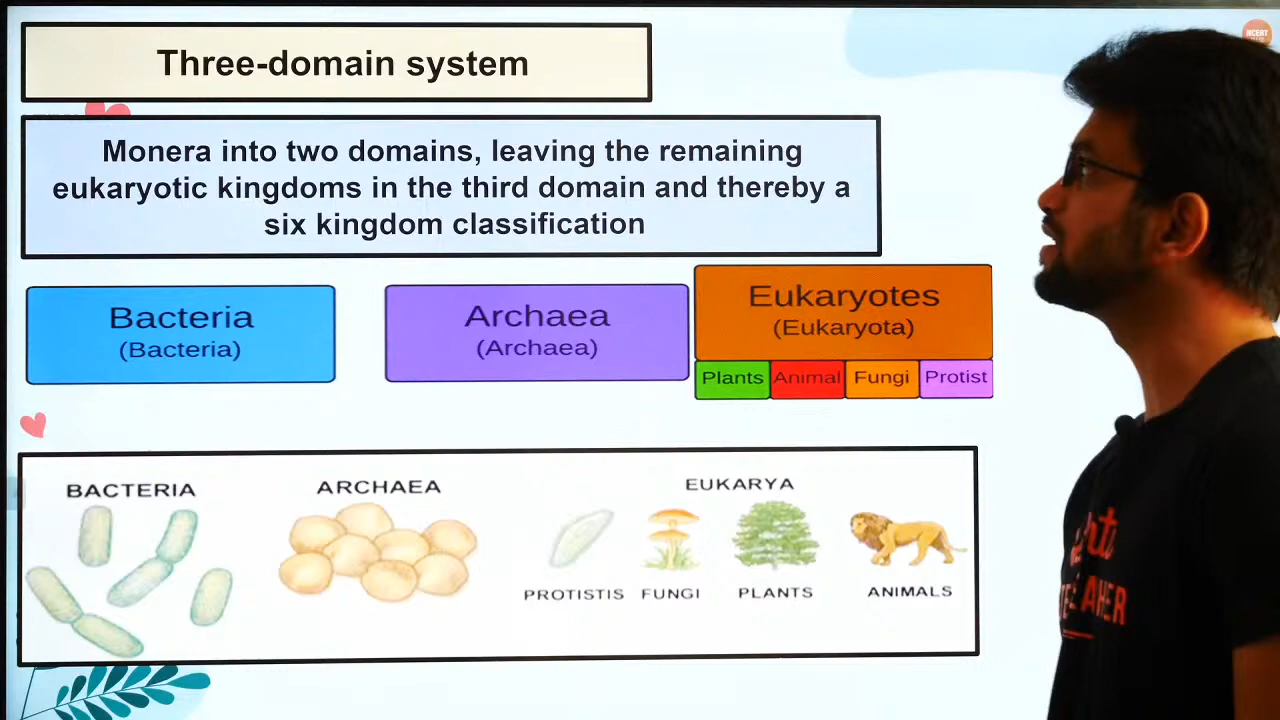 Three-domain system
NCERT
Monera into two domains, leaving the remaining
eukaryotic kingdoms in the third domain and thereby a
six kingdom classification
Bacteria
(Bacteria)
Archaea
(Archaea)
Eukaryotes
(Eukaryota)
Plants Animal Fungi Protist
BACTERIA
ARCHAEA
EUKARYA
PROTISTIS FUNGI PLANTS ANIMALS